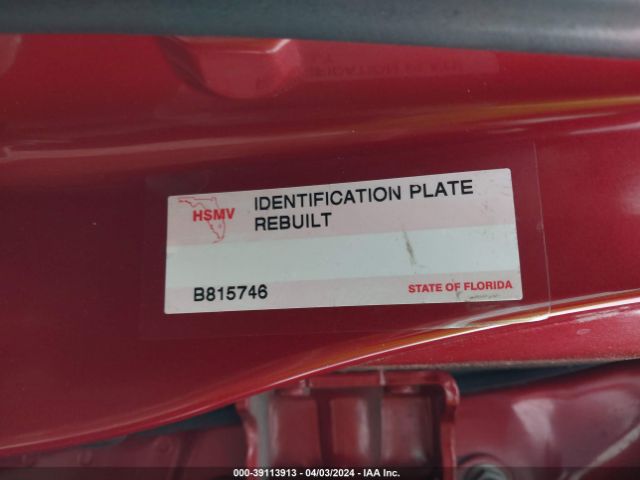 HSMV
IDENTIFICATION PLATE
REBUILT
B815746
STATE OF FLORIDA
000-39113913 - 04/03/2024 - IAA Inc.